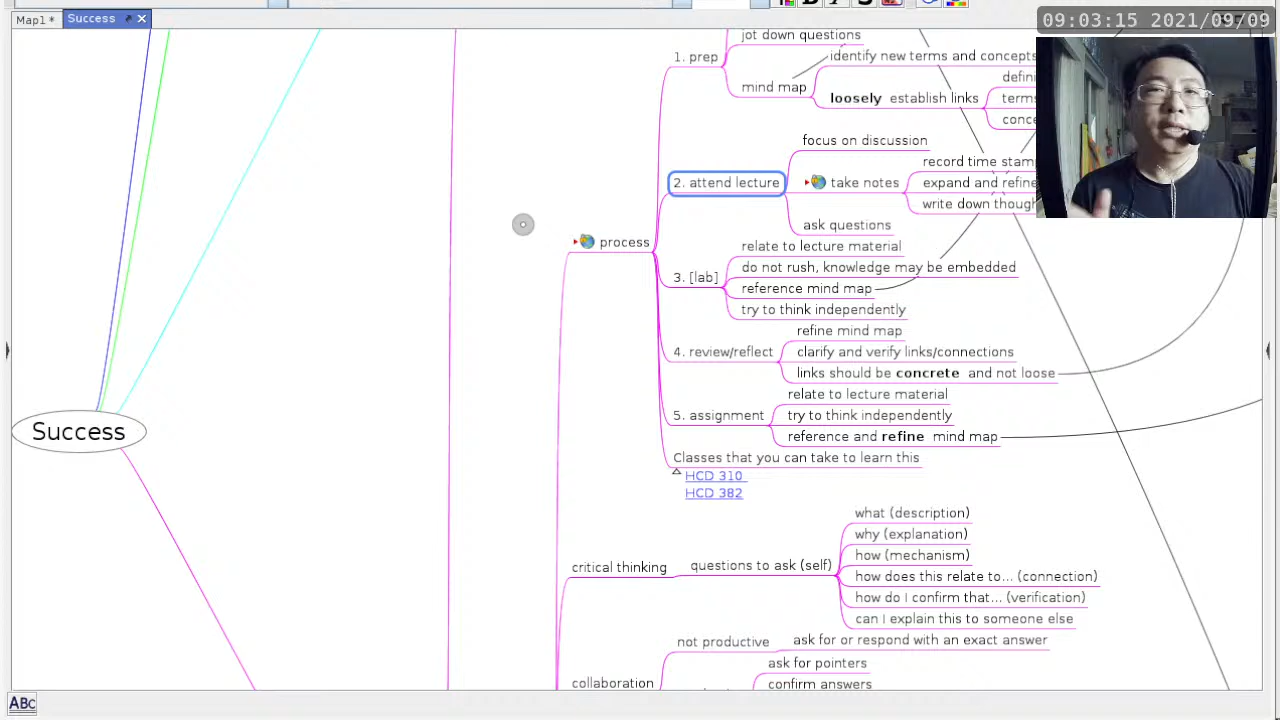 Map1 *
Success
09:03:15 2021/09/09
jot down questions
1. prep
identify new terms and concepts
mind map
loosely establish links
defini
terms
conce
focus on discussion
2. attend lecture
take notes
record time stam
expand and refine
write down though
ask questions
process
3. [lab]
relate to lecture material
do not rush, knowledge may be embedded
reference mind map
try to think independently
4. review/reflect
refine mind map
clarify and verify links/connections
links should be concrete and not loose
5. assignment
relate to lecture material
try to think independently
reference and refine mind map
Classes that you can take to learn this
HCD 310
HCD 382
Success
critical thinking
questions to ask (self)
what (description)
why (explanation)
how (mechanism)
how does this relate to... (connection)
how do I confirm that... (verification)
can I explain this to someone else
collaboration
not productive
ask for or respond with an exact answer
ask for pointers
confirm answers
ABC